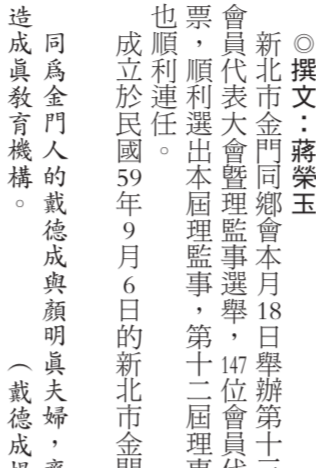 ◎撰文：蔣榮玉
新北市金門同鄉會本月18日舉辦第十
會員代表大會暨理監事選舉，147位會員代
票，順利選出本屆理監事，第十二屆理事
也順利連任。
成立於民國59年9月6日的新北市金門
同爲金門人的戴德成與顏明眞夫婦，
造成眞教育機構。（戴德成提